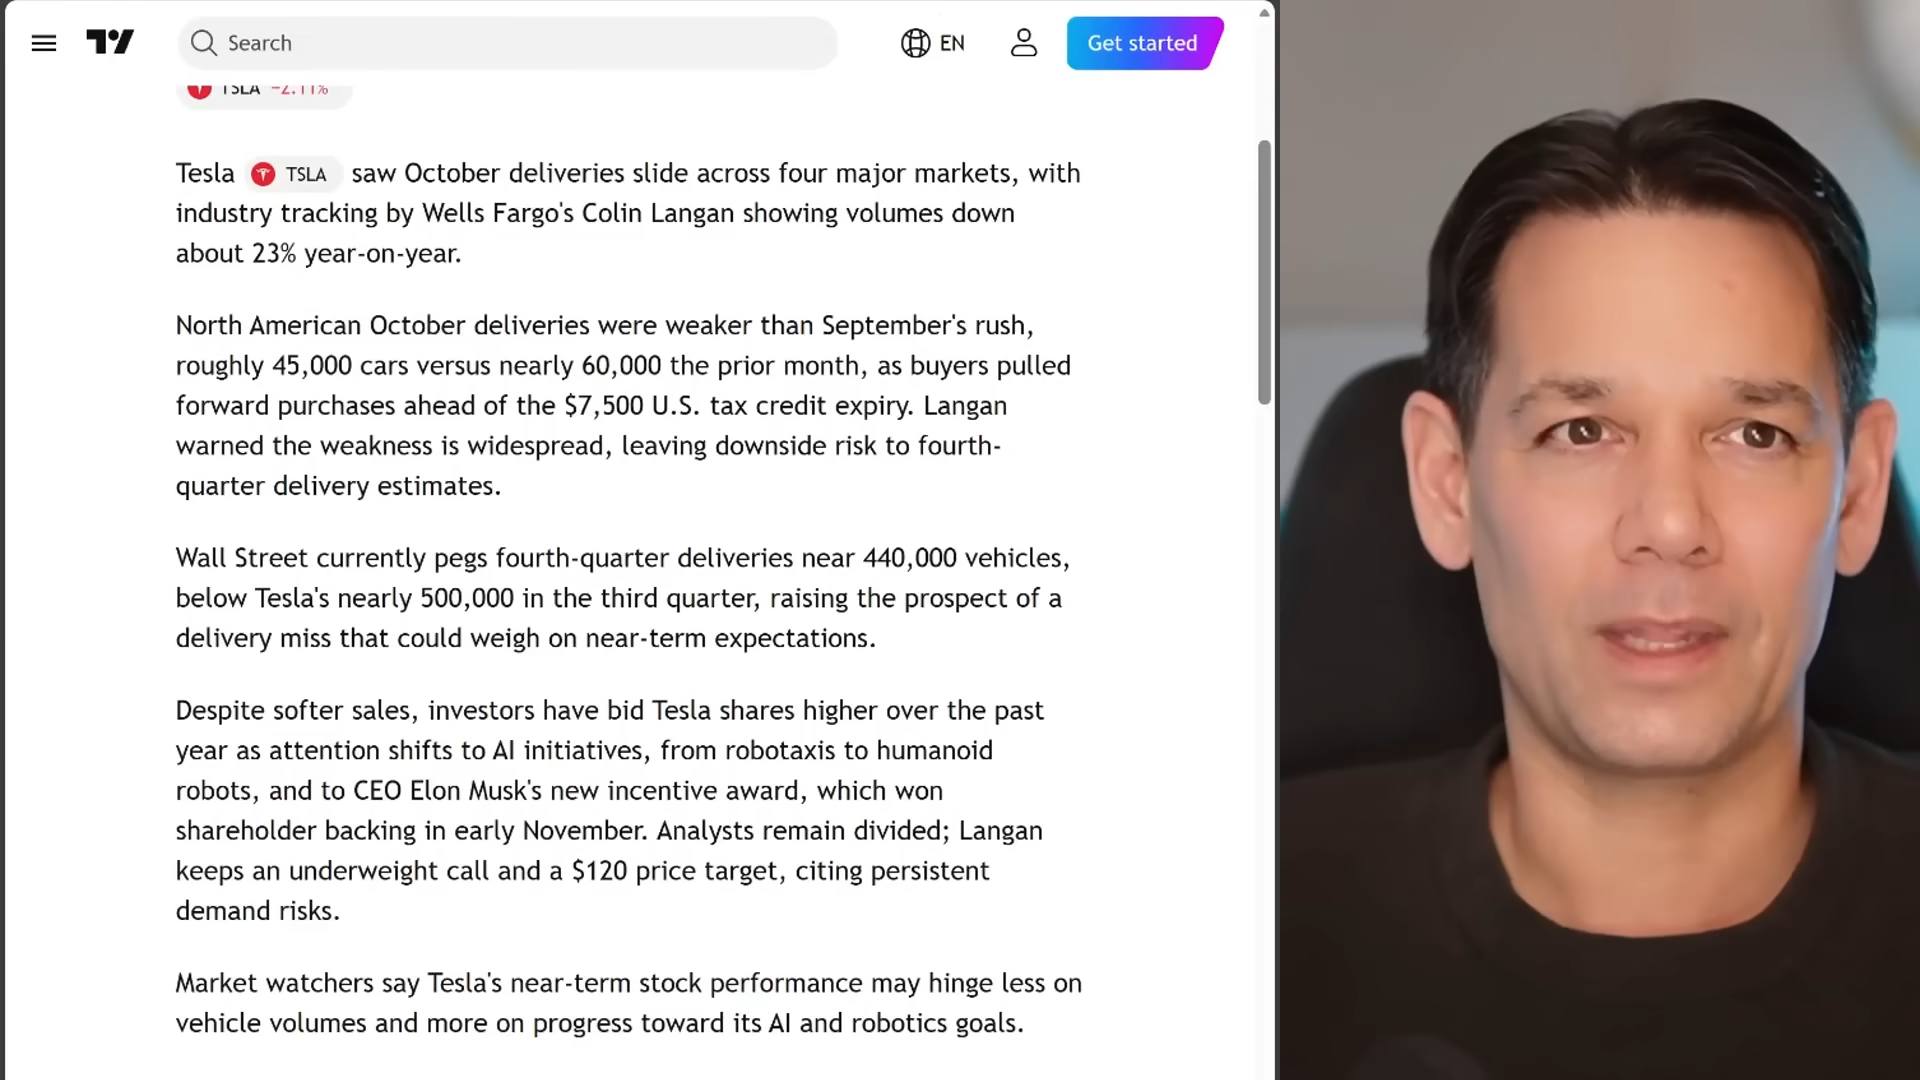 Search
EN
Get started
TSLA −2.11%
Tesla TSLA saw October deliveries slide across four major markets, with
industry tracking by Wells Fargo's Colin Langan showing volumes down
about 23% year-on-year.
North American October deliveries were weaker than September's rush,
roughly 45,000 cars versus nearly 60,000 the prior month, as buyers pulled
forward purchases ahead of the $7,500 U.S. tax credit expiry. Langan
warned the weakness is widespread, leaving downside risk to fourth-
quarter delivery estimates.
Wall Street currently pegs fourth-quarter deliveries near 440,000 vehicles,
below Tesla's nearly 500,000 in the third quarter, raising the prospect of a
delivery miss that could weigh on near-term expectations.
Despite softer sales, investors have bid Tesla shares higher over the past
year as attention shifts to AI initiatives, from robotaxis to humanoid
robots, and to CEO Elon Musk's new incentive award, which won
shareholder backing in early November. Analysts remain divided; Langan
keeps an underweight call and a $120 price target, citing persistent
demand risks.
Market watchers say Tesla's near-term stock performance may hinge less on
vehicle volumes and more on progress toward its AI and robotics goals.